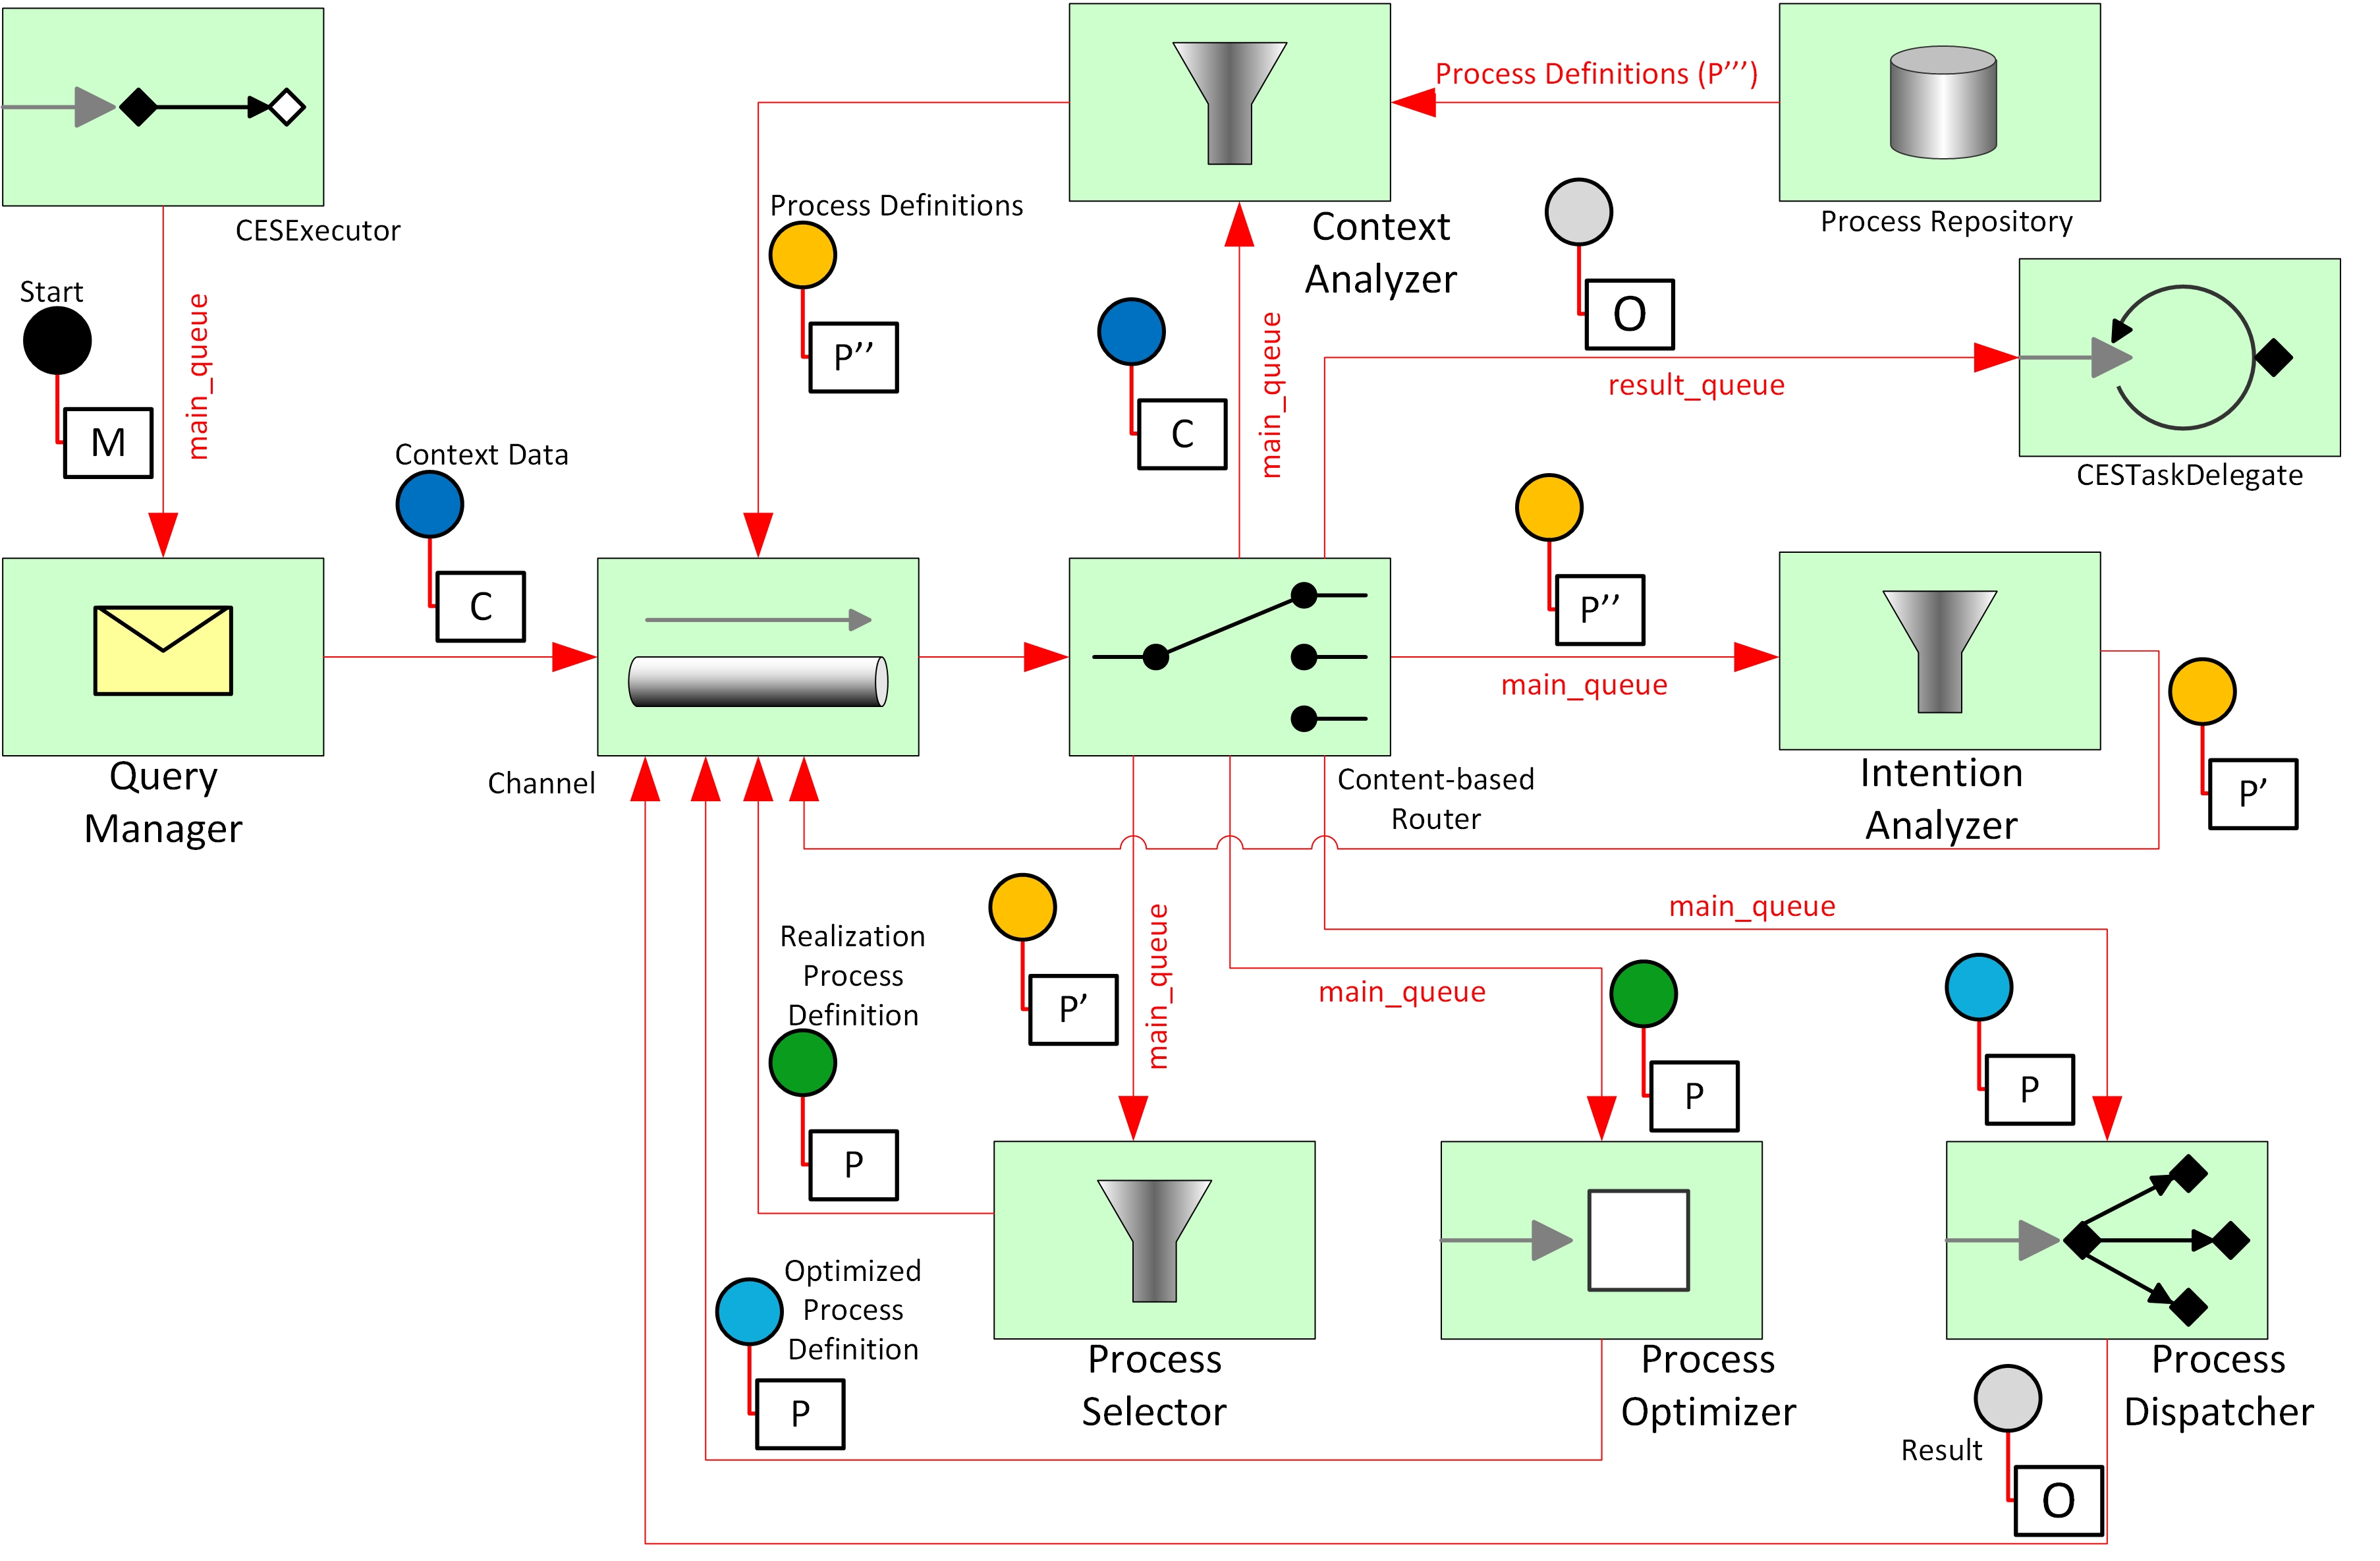 Process Definitions (P’’’)
Process Definitions
CESExecutor
Context
Analyzer
Process Repository
O
Start
M
main_queue
P’’
C
main_queue
result_queue
CESTaskDelegate
Context Data
C
P’’
main_queue
Query
Manager
Channel
Content-based
Router
Intention
Analyzer
P’
main_queue
Realization
Process
Definition
P’
main_queue
main_queue
P
P
P
Optimized
Process
Definition
P
Process
Selector
Process
Optimizer
Process
Dispatcher
Result
O